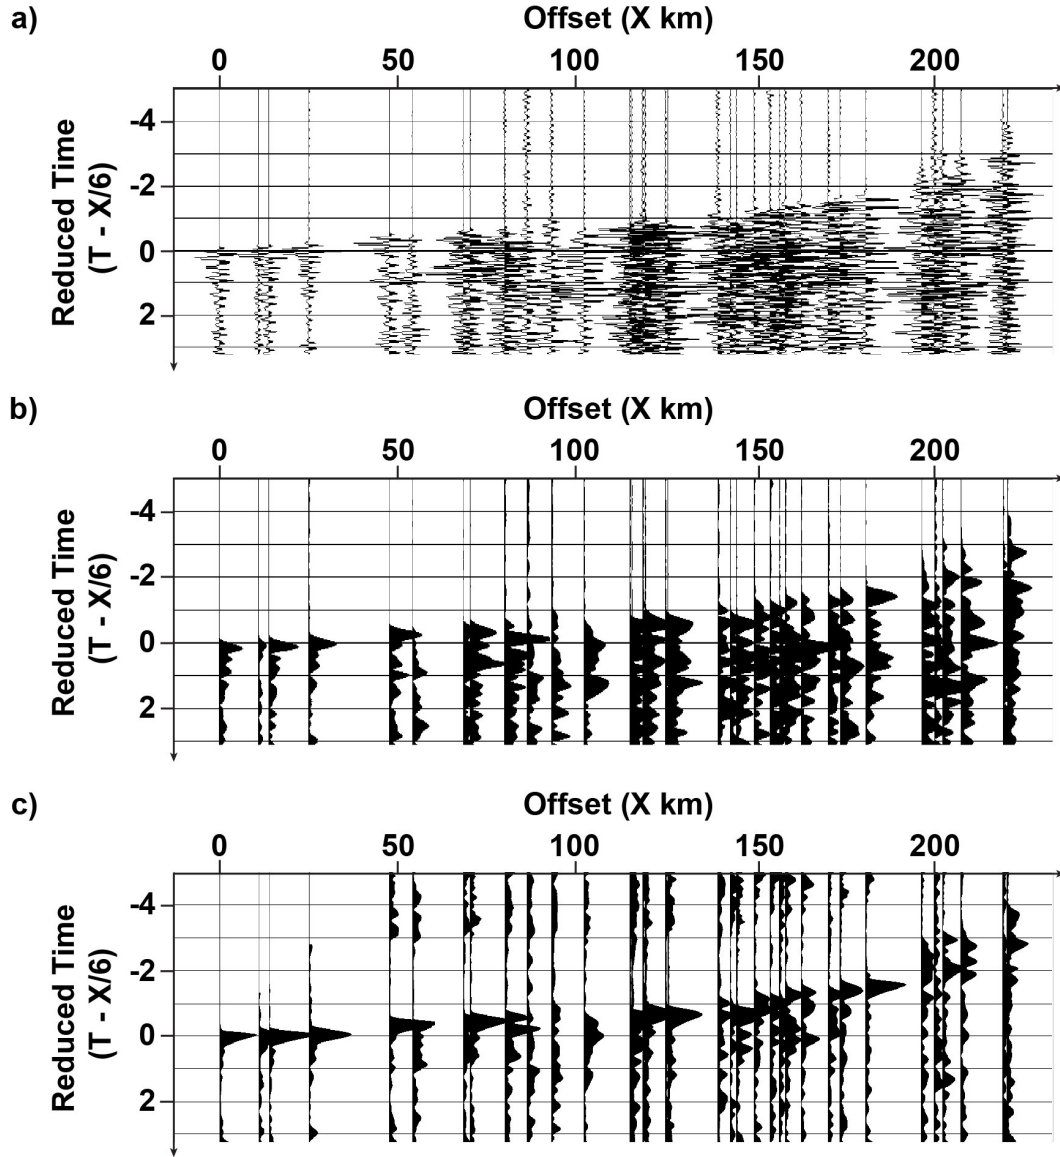 a)
Offset (X km)
0 50 100 150 200
Reduced Time
(T - X/6)
-4
-2
0
2
b)
Offset (X km)
0 50 100 150 200
Reduced Time
(T - X/6)
-4
-2
0
2
c)
Offset (X km)
0 50 100 150 200
Reduced Time
(T - X/6)
-4
-2
0
2